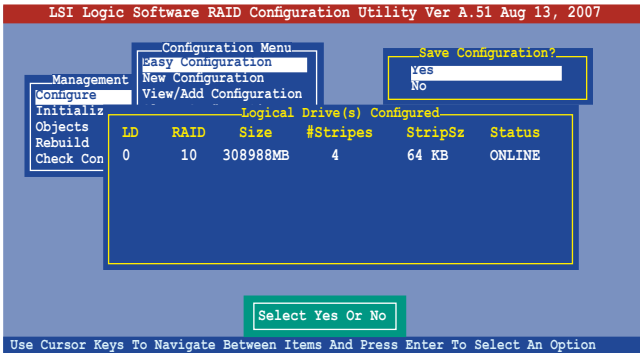 LSI Logic Software RAID Configuration Utility Ver A.51 Aug 13, 2007
Configuration Menu
Easy Configuration
New Configuration
View/Add Configuration
Save Configuration?
Yes
No
Management
Configure
Initializ
Objects
Rebuild
Check Con
Logical Drive(s) Configured
LD RAID Size #Stripes StripSz Status
0 10 308988MB 4 64 KB ONLINE
Select Yes Or No
Use Cursor Keys To Navigate Between Items And Press Enter To Select An Option